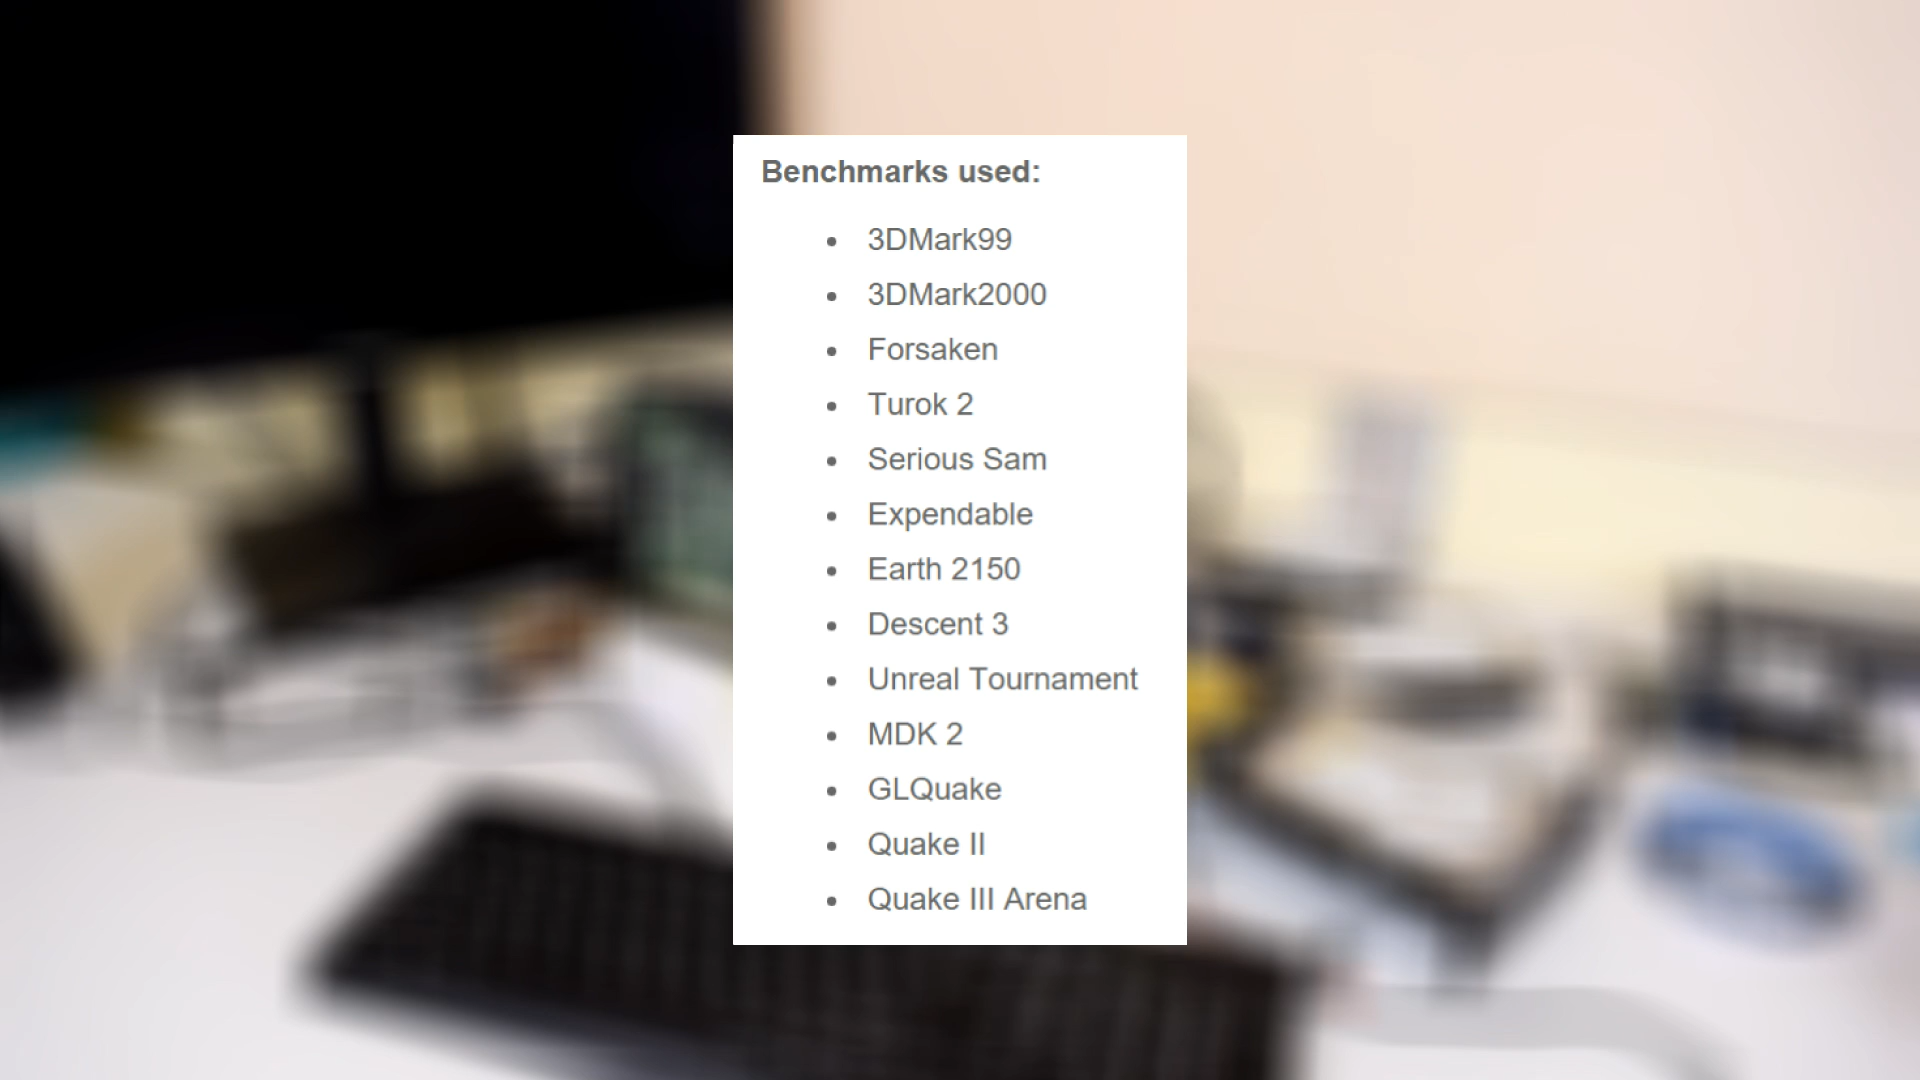 Benchmarks used:
• 3DMark99
• 3DMark2000
• Forsaken
• Turok 2
• Serious Sam
• Expendable
• Earth 2150
• Descent 3
• Unreal Tournament
• MDK 2
• GLQuake
• Quake II
• Quake III Arena